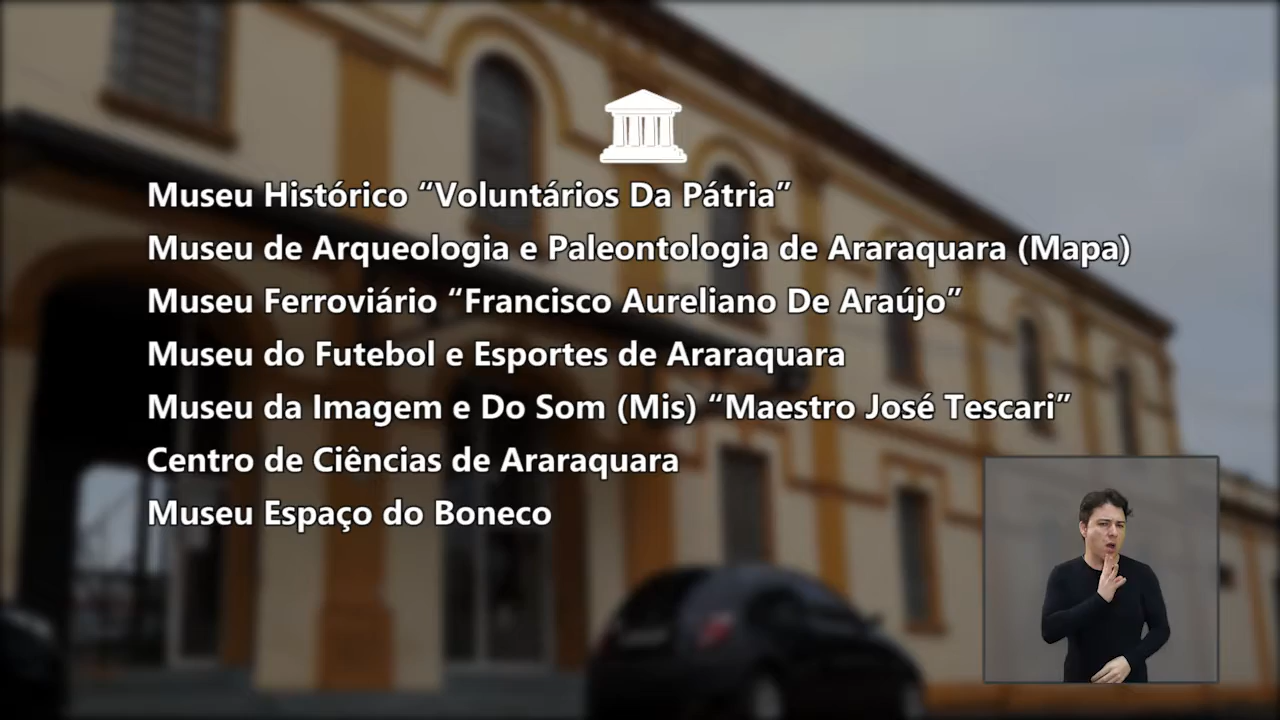 Museu Histórico “Voluntários Da Pátria”
Museu de Arqueologia e Paleontologia de Araraquara (Mapa)
Museu Ferroviário “Francisco Aureliano De Araújo”
Museu do Futebol e Esportes de Araraquara
Museu da Imagem e Do Som (Mis) “Maestro José Tescari”
Centro de Ciências de Araraquara
Museu Espaço do Boneco